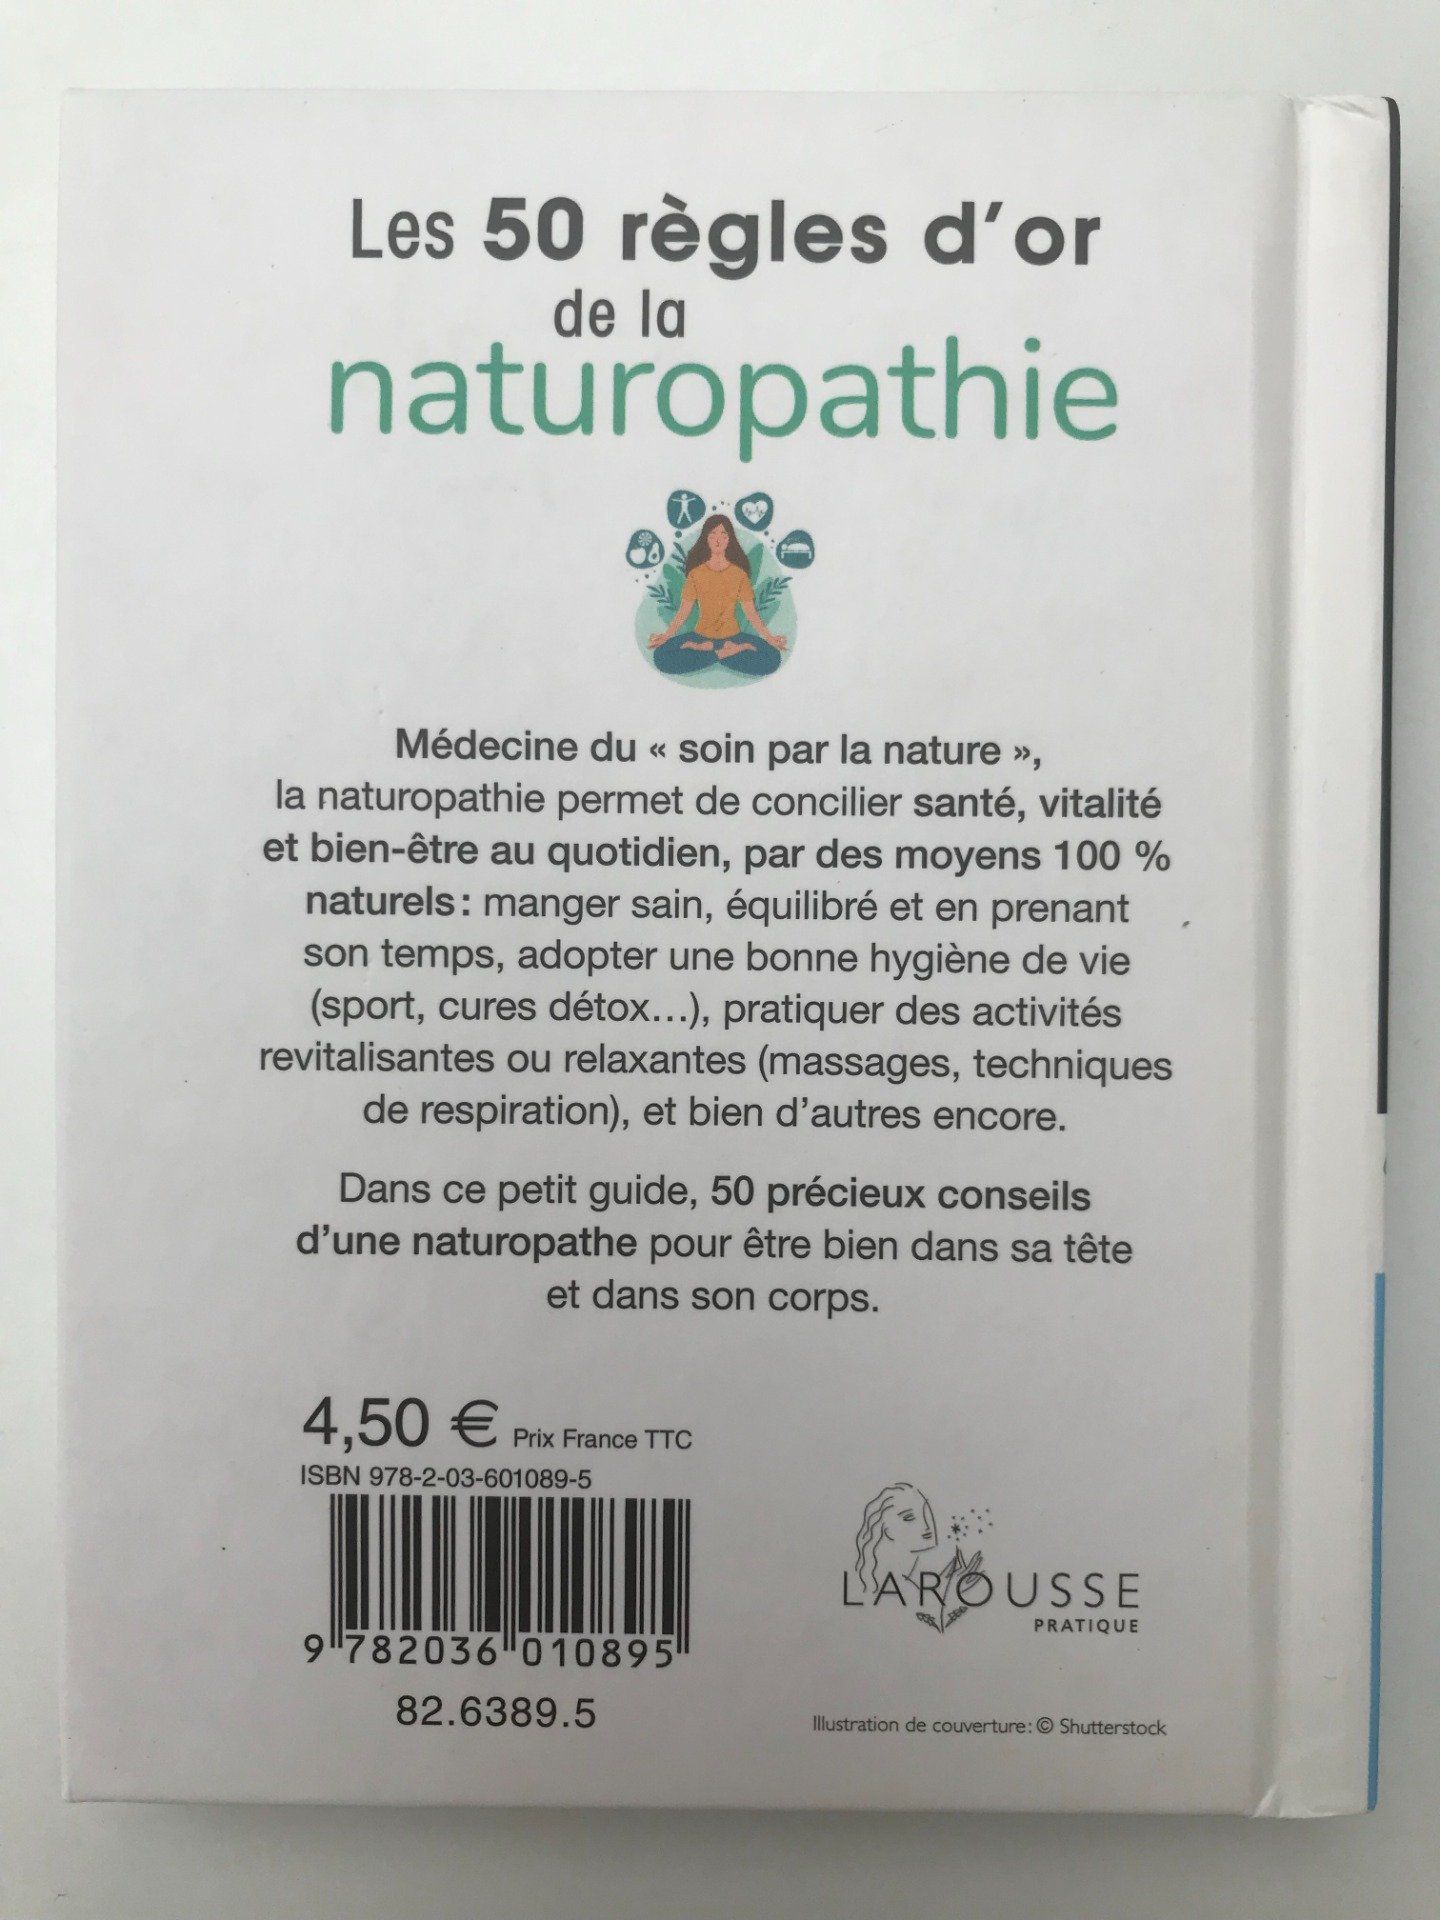 Les 50 règles d'or
de la
naturopathie
Médecine du « soin par la nature »,
la naturopathie permet de concilier santé, vitalité
et bien-être au quotidien, par des moyens 100 %
naturels : manger sain, équilibré et en prenant
son temps, adopter une bonne hygiène de vie
(sport, cures détox...), pratiquer des activités
revitalisantes ou relaxantes (massages, techniques
de respiration), et bien d'autres encore.
Dans ce petit guide, 50 précieux conseils
d'une naturopathe pour être bien dans sa tête
et dans son corps.
4,50 € Prix France TTC
ISBN 978-2-03-601089-5
9 782036 010895
82.6389.5
LAROUSSE
PRATIQUE
Illustration de couverture : © Shutterstock